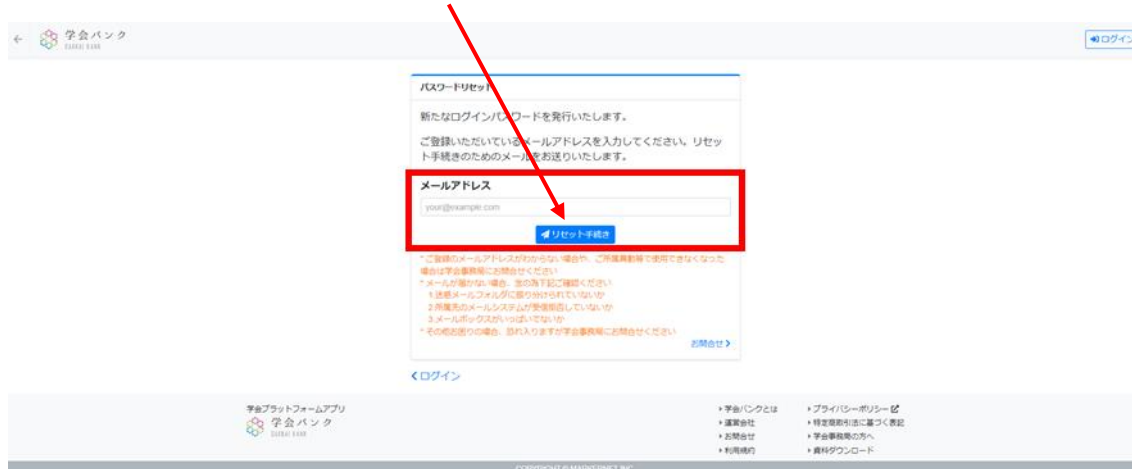 学会バンク
GAKKAI BANK
ログイン
パスワードリセット
新たなログインパスワードを発行いたします。
ご登録いただいているメールアドレスを入力してください。リセッ
ト手続きのためのメールをお送りいたします。
メールアドレス
your@example.com
リセット手続き
* ご登録のメールアドレスがわからない場合や、ご所属異動等で使用できなくなった
場合は学会事務局にお問合せください
* メールが届かない場合、念の為下記ご確認ください
1.迷惑メールフォルダに振り分けられていないか
2.所属先のメールシステムが受信拒否していないか
3.メールボックスがいっぱいでないか
* その他お困りの場合、恐れ入りますが学会事務局にお問合せください
お問合せ
ログイン
学会プラットフォームアプリ
学会バンク
GAKKAI BANK
学会バンクとは
運営会社
お問合せ
利用規約
プライバシーポリシー
特定商取引法に基づく表記
学会事務局の方へ
資料ダウンロード